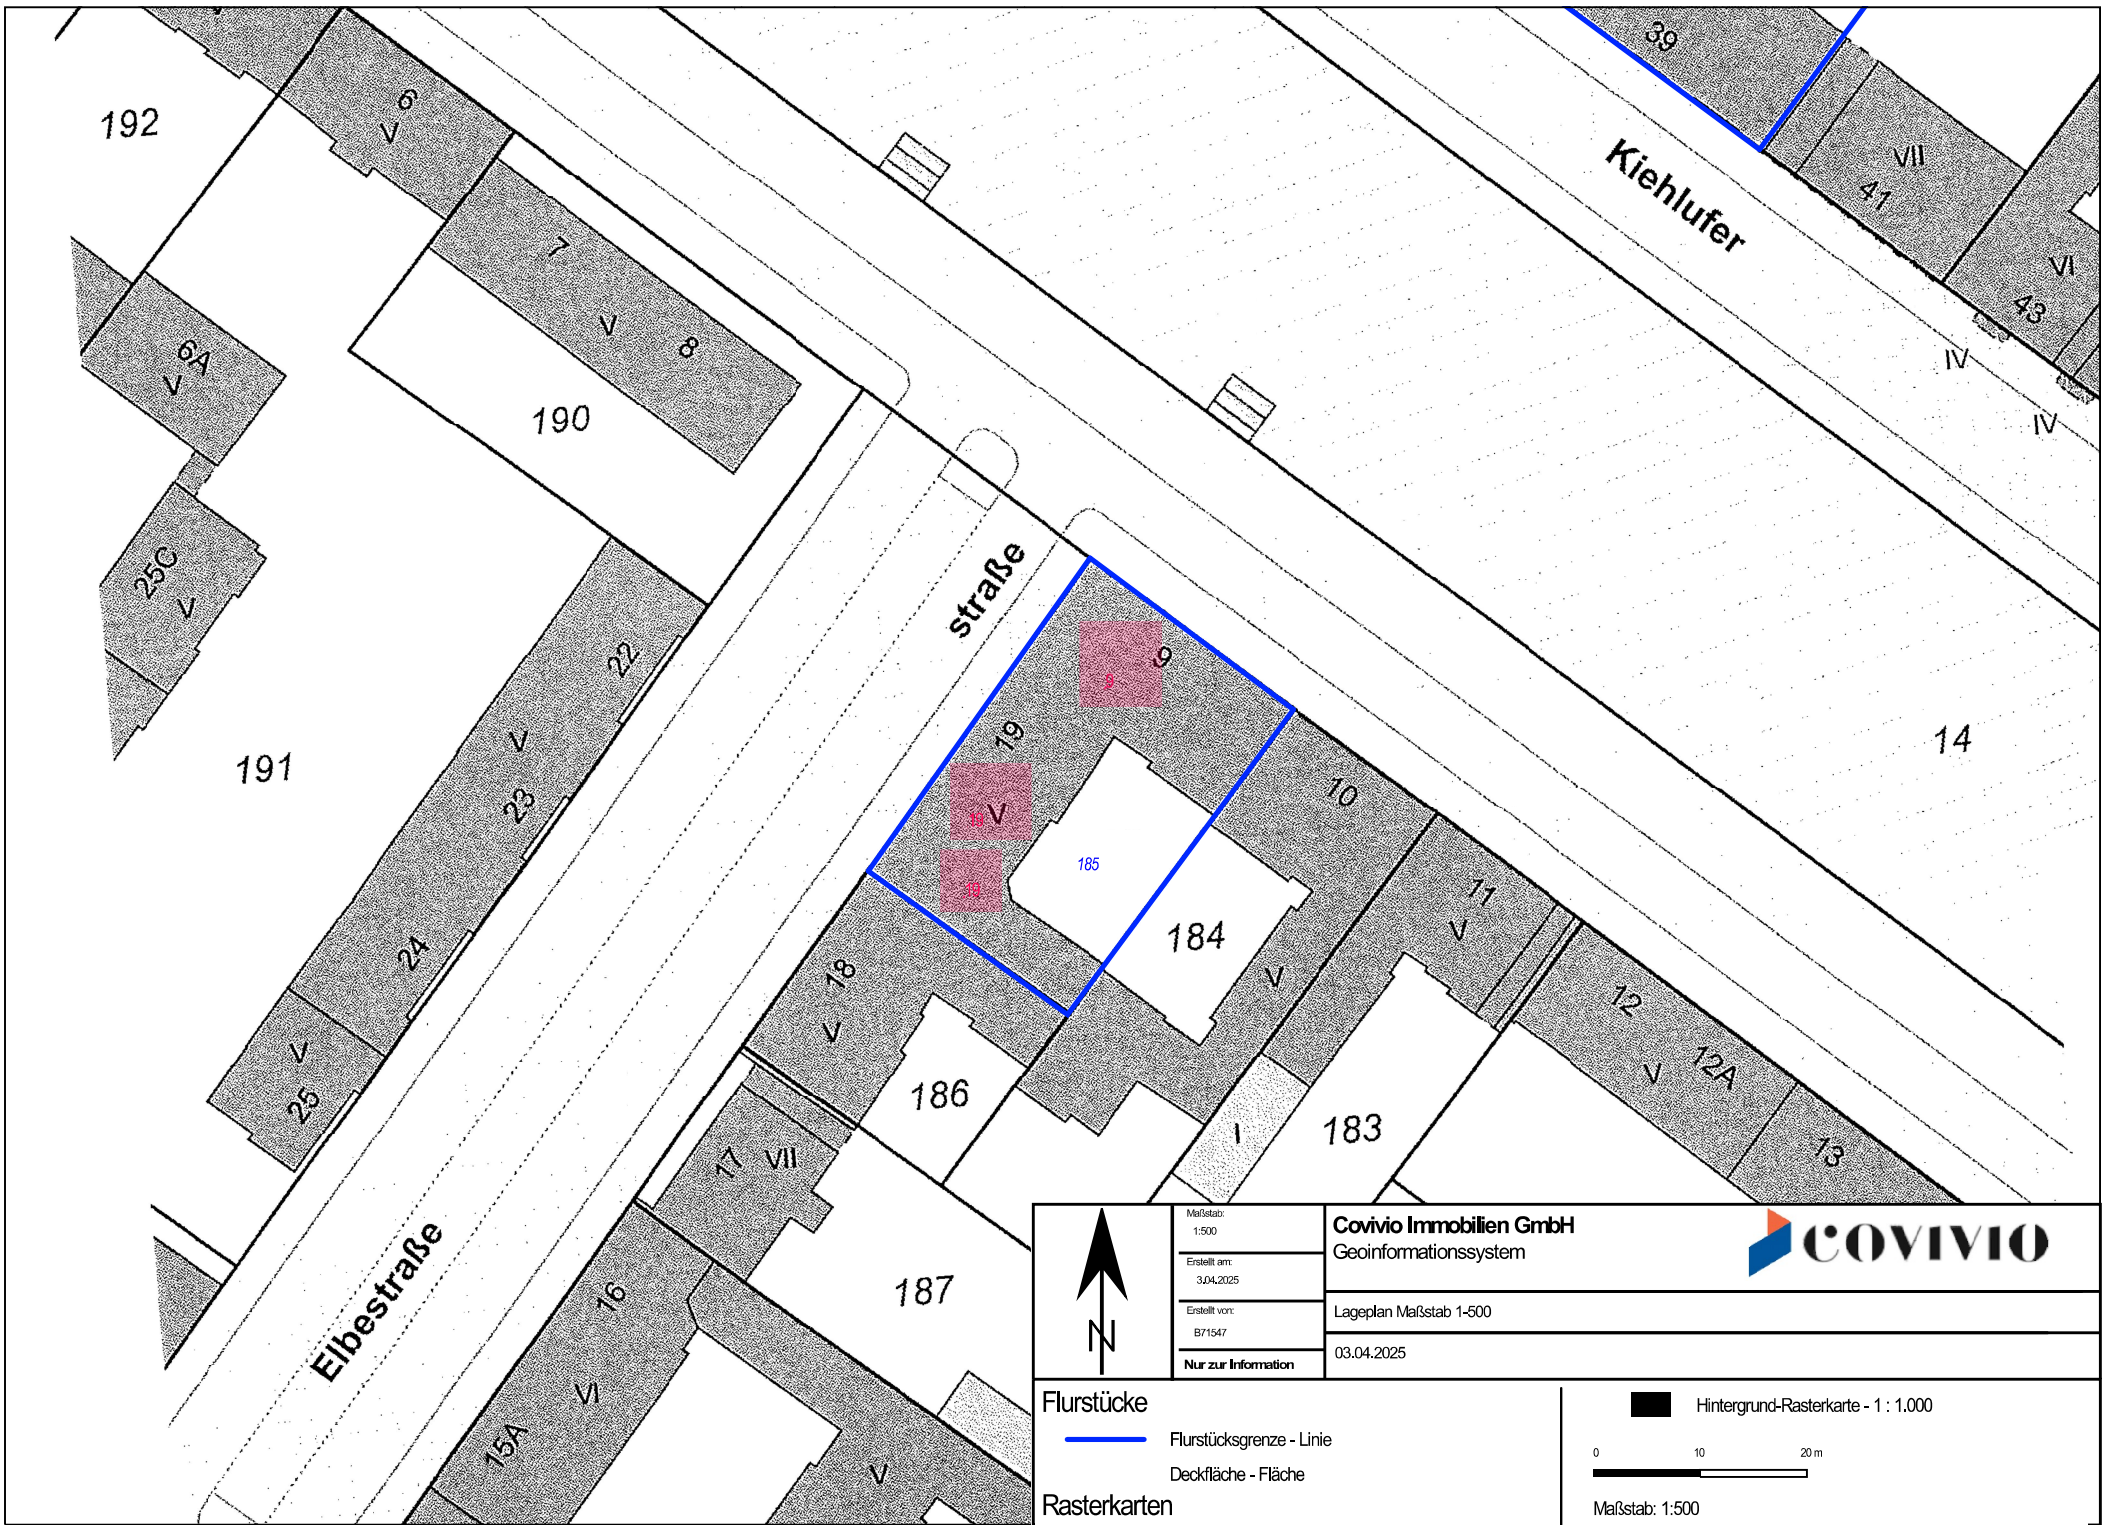 39
6
V
192
Kiehlufer
VII
41
7
VI
V
8
43
6A
V
IV
190
IV
25C
V
straße
22
9
9
V
19
14
191
23
10
V
19
185
19
11
24
V
184
18
V
12
V
V
12A
25
186
V
I
183
13
17
VII
Elbestraße
187
16
VI
15A
V
N
Maßstab:
1:500
Erstellt am:
3.04.2025
Erstellt von:
B71547
Nur zur Information
Covivio Immobilien GmbH
Geoinformationssystem
COVIVIO
Lageplan Maßstab 1-500
03.04.2025
Flurstücke
Flurstücksgrenze - Linie
Deckfläche - Fläche
Rasterkarten
Hintergrund-Rasterkarte - 1 : 1.000
0 10 20 m
Maßstab: 1:500